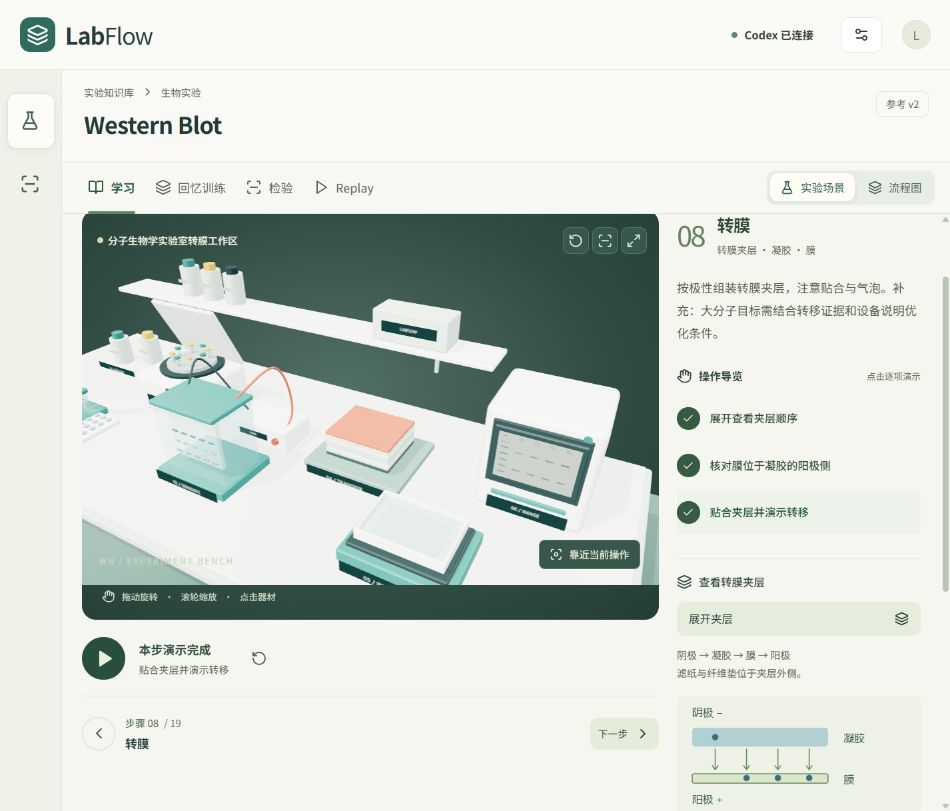 LabFlow
Codex 已连接
L
实验知识库 > 生物实验
Western Blot
参考 v2
学习
回忆训练
检验
Replay
实验场景
流程图
分子生物学实验室转膜工作区
LABFLOW
WB / EXPERIMENT BENCH
靠近当前操作
拖动旋转 · 滚轮缩放 · 点击器材
本步演示完成
贴合夹层并演示转移
步骤 08 / 19
转膜
下一步
08 转膜
转膜夹层 · 凝胶 · 膜
按极性组装转膜夹层，注意贴合与气泡。补
充：大分子目标需结合转移证据和设备说明优
化条件。
操作导览
点击逐项演示
展开查看夹层顺序
核对膜位于凝胶的阳极侧
贴合夹层并演示转移
查看转膜夹层
展开夹层
阴极 → 凝胶 → 膜 → 阳极
滤纸与纤维垫位于夹层外侧。
阴极 −
凝胶
膜
阳极 +